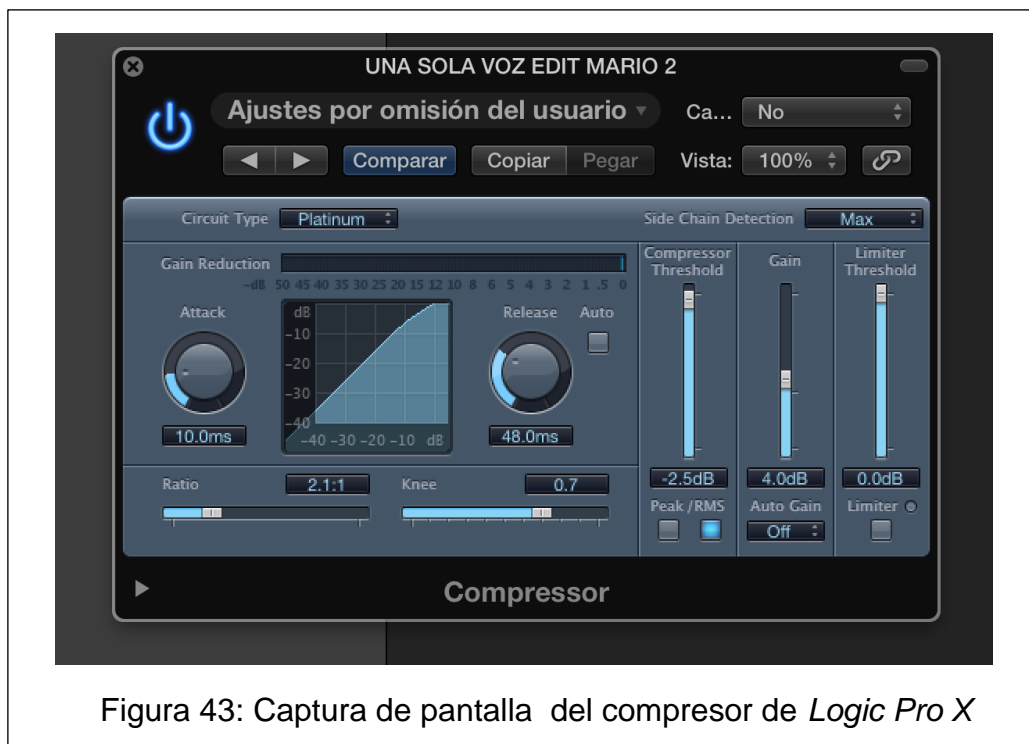 UNA SOLA VOZ EDIT MARIO 2
Ajustes por omisión del usuario
Ca... No
Comparar Copiar Pegar Vista: 100%
Circuit Type Platinum Side Chain Detection Max
Gain Reduction
-dB 50 45 40 35 30 25 20 15 12 10 8 6 5 4 3 2 1 .5 0
Compressor Threshold
Gain
Limiter Threshold
Attack
10.0ms
dB
-10
-20
-30
-40
-40 -30 -20 -10 dB
Release Auto
48.0ms
Ratio 2.1:1 Knee 0.7
-2.5dB 4.0dB 0.0dB
Peak /RMS Auto Gain Limiter
Off
Compressor
Figura 43: Captura de pantalla del compresor de Logic Pro X